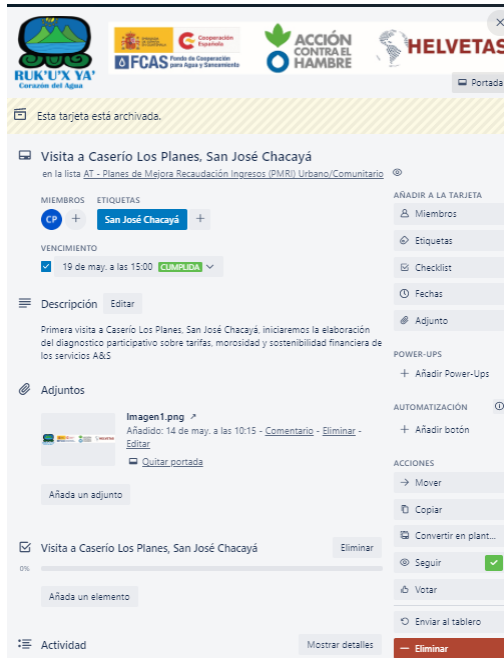 RUK'U'X YA'
Corazón del Agua
Cooperación
Española
FCAS Fondo de Cooperación
para Agua y Saneamiento
ACCIÓN
CONTRA EL
HAMBRE
HELVETAS
Portada
Esta tarjeta está archivada.
Visita a Caserío Los Planes, San José Chacayá
en la lista AT - Planes de Mejora Recaudación Ingresos (PMRI) Urbano/Comunitario
MIEMBROS ETIQUETAS
CP + San José Chacayá +
VENCIMIENTO
19 de may. a las 15:00 CUMPLIDA
Descripción Editar
Primera visita a Caserío Los Planes, San José Chacayá, iniciaremos la elaboración
del diagnostico participativo sobre tarifas, morosidad y sostenibilidad financiera de
los servicios A&S
Adjuntos
Imagen1.png ↗
Añadido: 14 de may. a las 10:15 - Comentario - Eliminar -
Editar
Quitar portada
Añada un adjunto
Visita a Caserío Los Planes, San José Chacayá Eliminar
0%
Añada un elemento
Actividad Mostrar detalles
AÑADIR A LA TARJETA
Miembros
Etiquetas
Checklist
Fechas
Adjunto
POWER-UPS
+ Añadir Power-Ups
AUTOMATIZACIÓN
+ Añadir botón
ACCIONES
→ Mover
Copiar
Convertir en plant...
Seguir
Votar
Enviar al tablero
Eliminar